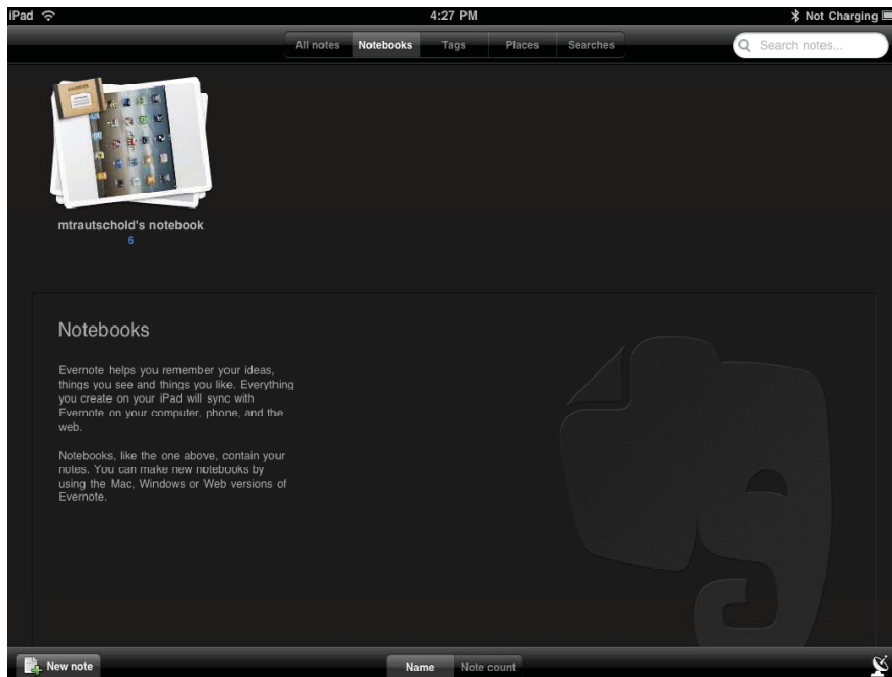 iPad 4:27 PM Not Charging
All notes Notebooks Tags Places Searches Search notes...
mtrautschold's notebook
6
Notebooks
Evernote helps you remember your ideas,
things you see and things you like. Everything
you create on your iPad will sync with
Evernote on your computer, phone, and the
web.
Notebooks, like the one above, contain your
notes. You can make new notebooks by
using the Mac, Windows or Web versions of
Evernote.
New note Name Note count